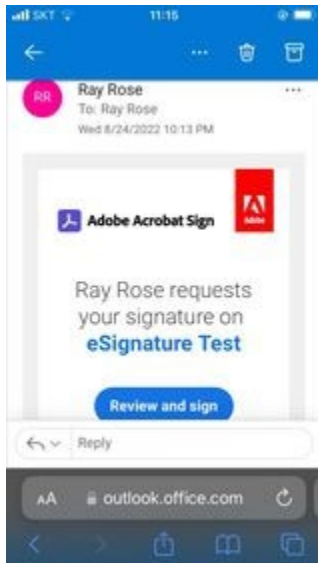 SKT 11:15
RR Ray Rose
To: Ray Rose
Wed 8/24/2022 10:13 PM
Adobe Acrobat Sign
Adobe
Ray Rose requests
your signature on
eSignature Test
Review and sign
Reply
AA outlook.office.com